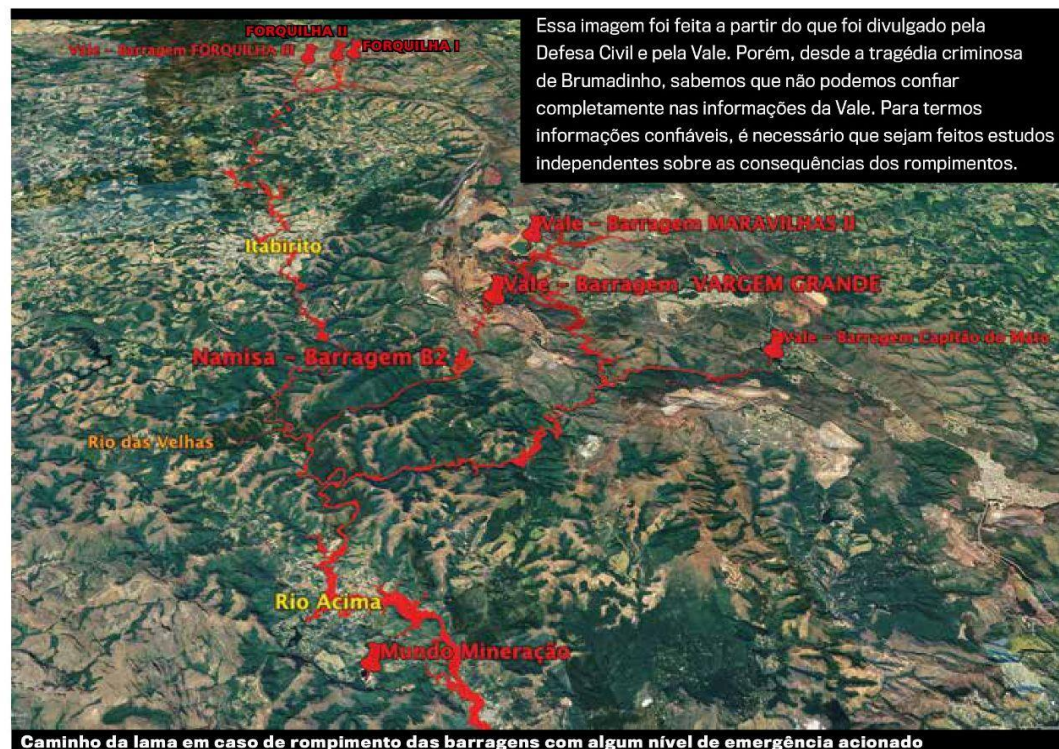 Essa imagem foi feita a partir do que foi divulgado pela
Defesa Civil e pela Vale. Porém, desde a tragédia criminosa
de Brumadinho, sabemos que não podemos confiar
completamente nas informações da Vale. Para termos
informações confiáveis, é necessário que sejam feitos estudos
independentes sobre as consequências dos rompimentos.
FORQUILHA II
Vale - Barragem FORQUILHA III
FORQUILHA I
Vale - Barragem MARAVILHAS II
Itabirito
Vale - Barragem VARGEM GRANDE
Vale - Barragem Capitão do Mato
Namisa - Barragem B2
Rio das Velhas
Rio Acima
Mundo Mineração
Caminho da lama em caso de rompimento das barragens com algum nível de emergência acionado